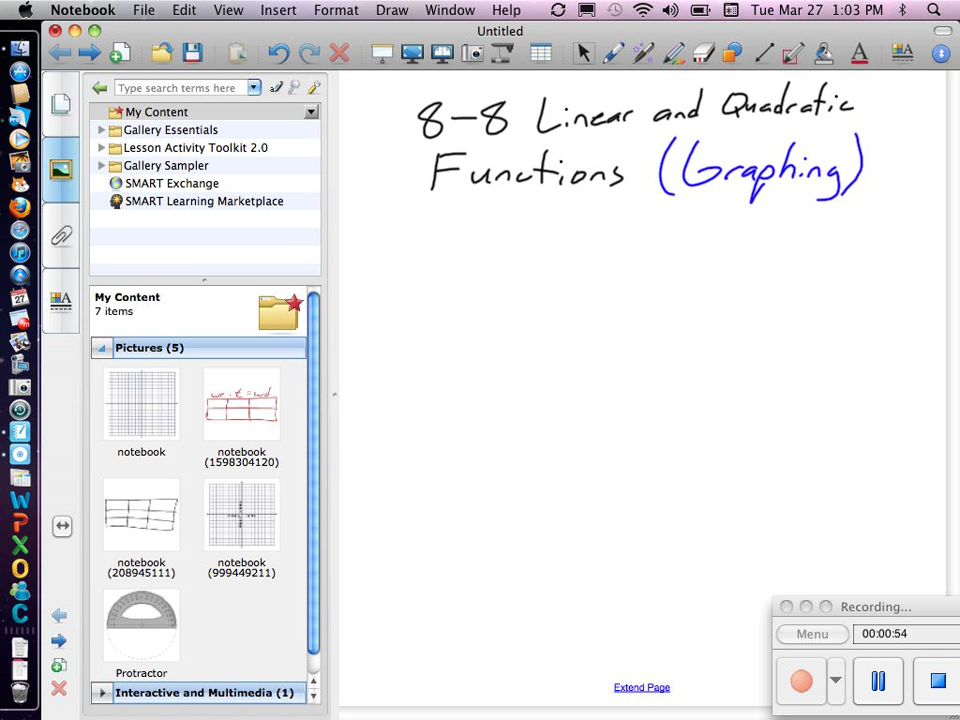 Notebook File Edit View Insert Format Draw Window Help Tue Mar 27 1:03 PM
Untitled
Type search terms here
My Content
Gallery Essentials
Lesson Activity Toolkit 2.0
Gallery Sampler
SMART Exchange
SMART Learning Marketplace
My Content
7 items
Pictures (5)
notebook
notebook
(1598304120)
notebook
(208945111)
notebook
(999449211)
Protractor
Interactive and Multimedia (1)
8-8 Linear and Quadratic
Functions (Graphing)
Extend Page
Recording...
Menu 00:00:54